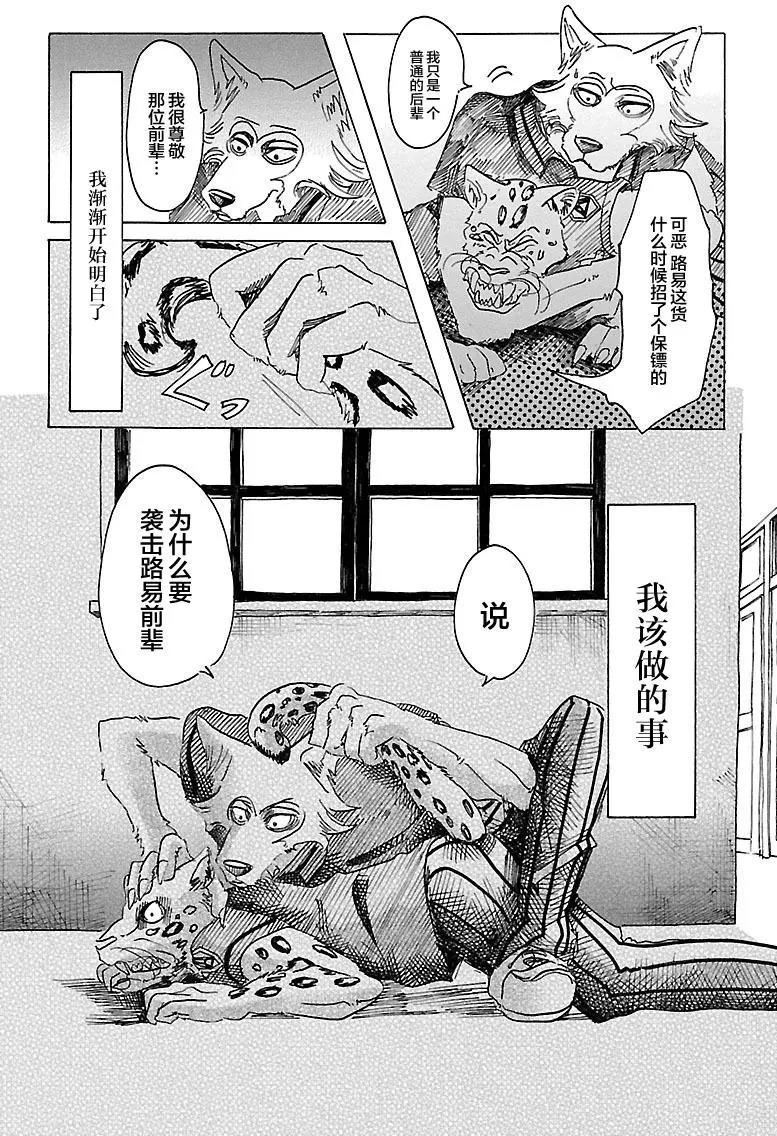 可恶 路易这货
什么时候招了个保镖的
我只是一个
普通的后辈
我很尊敬
那位前辈…
我渐渐开始明白了
ぐっ
我该做的事
说
为什么要
袭击路易前辈